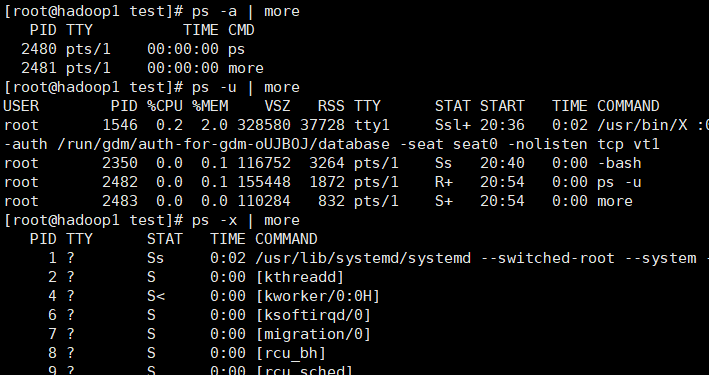 [root@hadoop1 test]# ps -a | more
   PID TTY          TIME CMD
  2480 pts/1    00:00:00 ps
  2481 pts/1    00:00:00 more
[root@hadoop1 test]# ps -u | more
USER        PID %CPU %MEM    VSZ   RSS TTY      STAT START   TIME COMMAND
root       1546  0.2  2.0 328580 37728 tty1     Ssl+ 20:36   0:02 /usr/bin/X :0
-auth /run/gdm/auth-for-gdm-oUJBOJ/database -seat seat0 -nolisten tcp vt1
root       2350  0.0  0.1 116752  3264 pts/1    Ss   20:40   0:00 -bash
root       2482  0.0  0.1 155448  1872 pts/1    R+   20:54   0:00 ps -u
root       2483  0.0  0.0 110284   832 pts/1    S+   20:54   0:00 more
[root@hadoop1 test]# ps -x | more
   PID TTY      STAT   TIME COMMAND
     1 ?        Ss     0:02 /usr/lib/systemd/systemd --switched-root --system -
     2 ?        S      0:00 [kthreadd]
     4 ?        S<     0:00 [kworker/0:0H]
     6 ?        S      0:00 [ksoftirqd/0]
     7 ?        S      0:00 [migration/0]
     8 ?        S      0:00 [rcu_bh]
     9 ?        S      0:00 [rcu_sched]